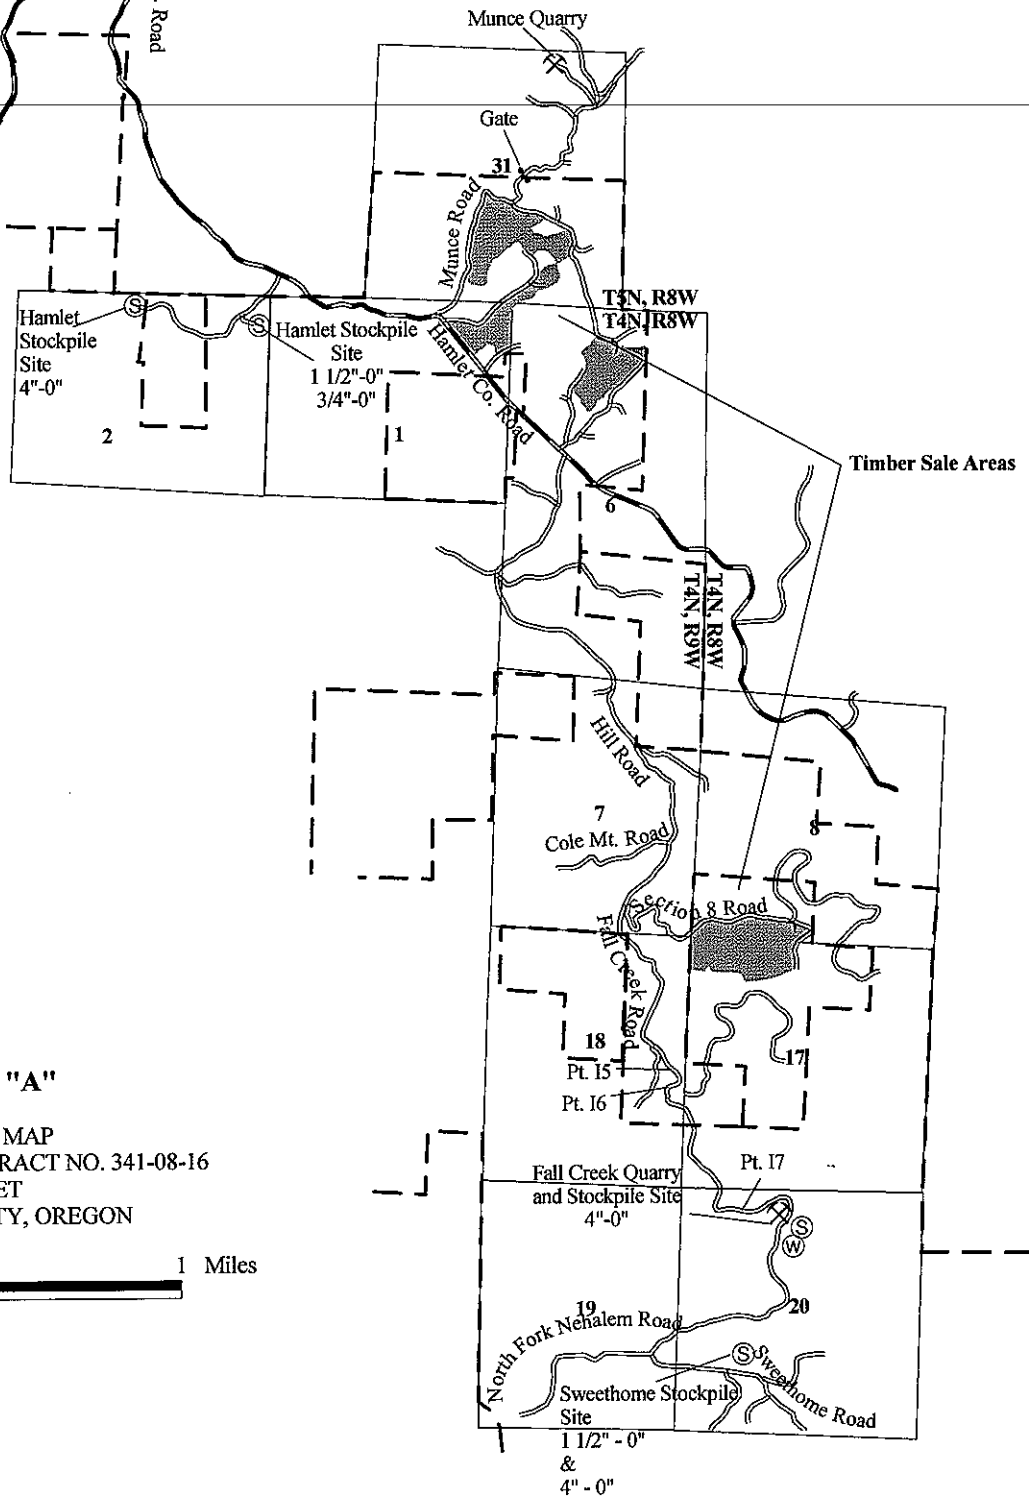 Road
Munce Quarry
Gate
31
Munce Road
T5N, R8W
T4N, R8W
Hamlet
Stockpile
Site
4"-0"
S
S
Hamlet Stockpile
Site
1 1/2"-0"
3/4"-0"
Hamlet Co. Road
2
1
Timber Sale Areas
6
T4N, R8W
T4N, R9W
Hill Road
7
8
Cole Mt. Road
Section 8 Road
Fall Creek Road
18
17
Pt. I5
Pt. I6
"A"
MAP
RACT NO. 341-08-16
ET
TY, OREGON
1 Miles
Fall Creek Quarry
and Stockpile Site
4"-0"
Pt. I7
S
W
19
20
North Fork Nehalem Road
S
Sweethome Road
Sweethome Stockpile
Site
1 1/2" - 0"
&
4" - 0"